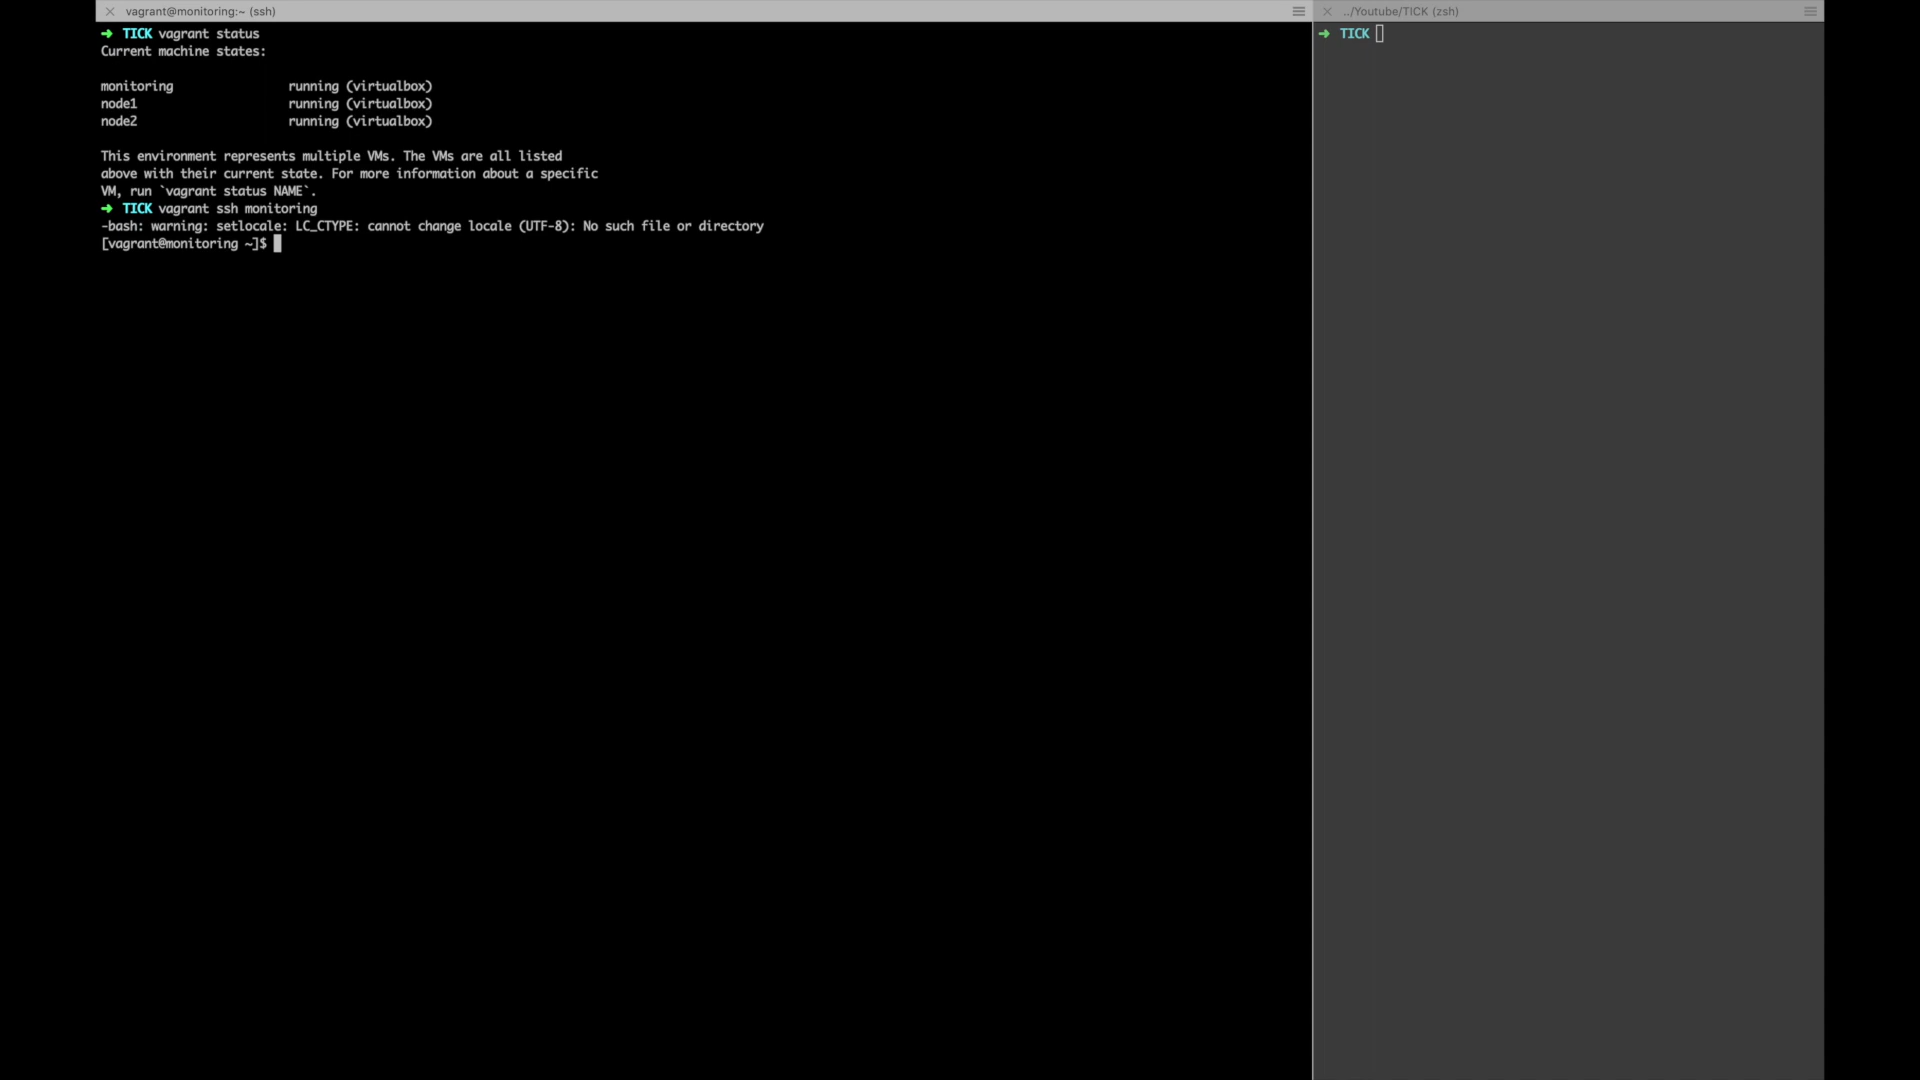 vagrant@monitoring:~ (ssh)
➜ TICK vagrant status
Current machine states:
monitoring running (virtualbox)
node1 running (virtualbox)
node2 running (virtualbox)
This environment represents multiple VMs. The VMs are all listed
above with their current state. For more information about a specific
VM, run `vagrant status NAME`.
➜ TICK vagrant ssh monitoring
-bash: warning: setlocale: LC_CTYPE: cannot change locale (UTF-8): No such file or directory
[vagrant@monitoring ~]$
../Youtube/TICK (zsh)
➜ TICK